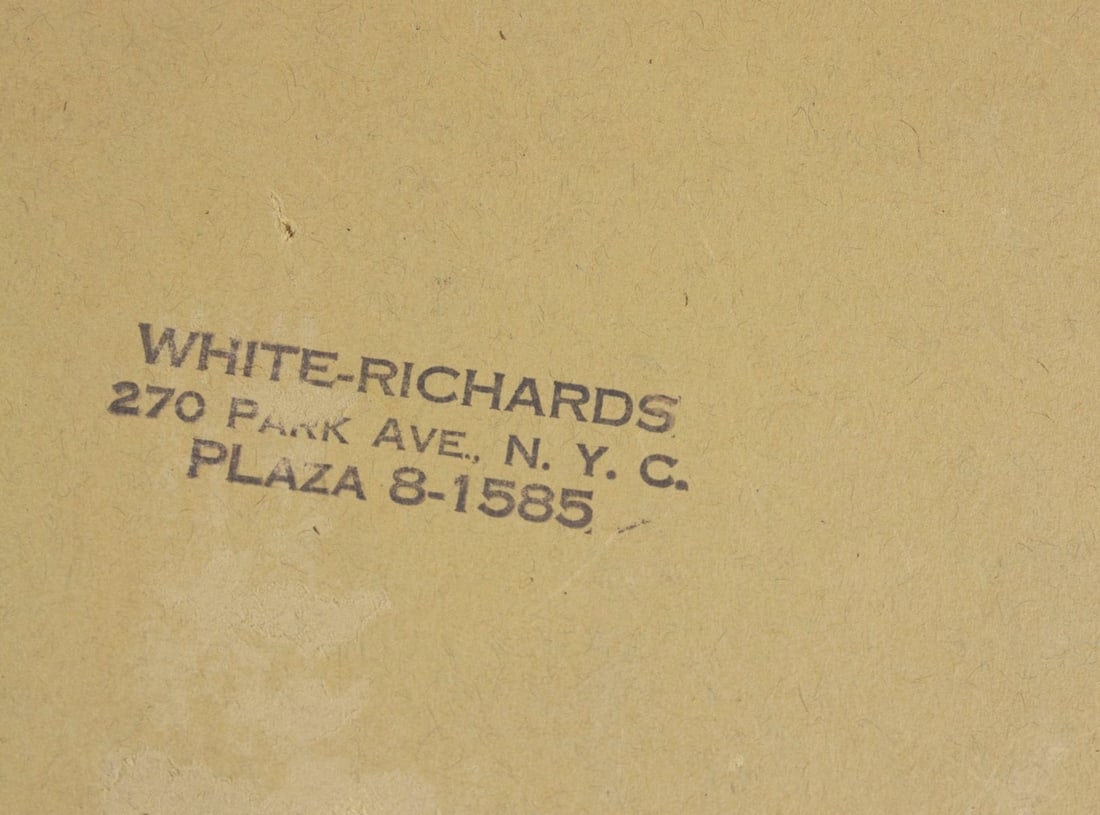 WHITE-RICHARDS
270 PARK AVE., N. Y. C.
PLAZA 8-1585